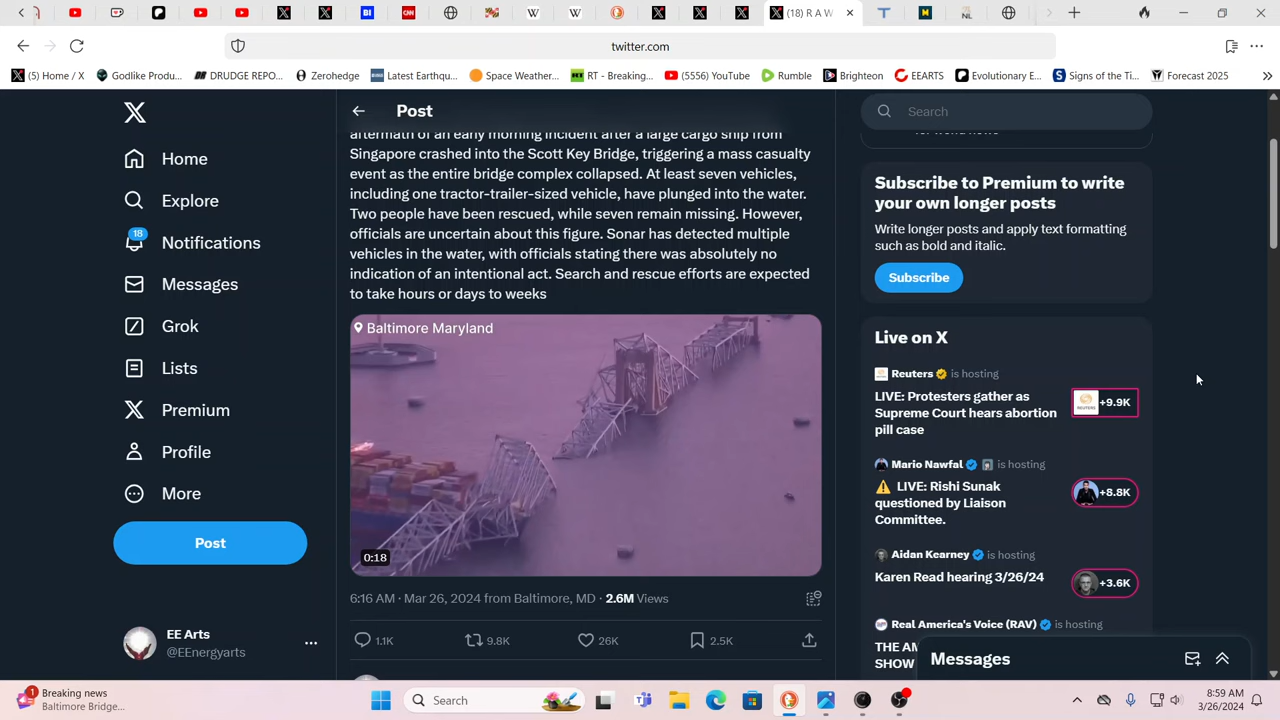 (18) R A W
twitter.com
(5) Home / X
Godlike Produ...
DRUDGE REPO...
Zerohedge
Latest Earthqu...
Space Weather...
RT - Breaking...
(5556) YouTube
Rumble
Brighteon
EEARTS
Evolutionary E...
Signs of the Ti...
Forecast 2025
Home
Explore
18
Notifications
Messages
Grok
Lists
Premium
Profile
More
Post
EE Arts
@EEnergyarts
Post
aftermath of an early morning incident after a large cargo ship from
Singapore crashed into the Scott Key Bridge, triggering a mass casualty
event as the entire bridge complex collapsed. At least seven vehicles,
including one tractor-trailer-sized vehicle, have plunged into the water.
Two people have been rescued, while seven remain missing. However,
officials are uncertain about this figure. Sonar has detected multiple
vehicles in the water, with officials stating there was absolutely no
indication of an intentional act. Search and rescue efforts are expected
to take hours or days to weeks
Baltimore Maryland
0:18
6:16 AM · Mar 26, 2024 from Baltimore, MD · 2.6M Views
1.1K
9.8K
26K
2.5K
Search
for world news
Subscribe to Premium to write
your own longer posts
Write longer posts and apply text formatting
such as bold and italic.
Subscribe
Live on X
Reuters is hosting
LIVE: Protesters gather as
Supreme Court hears abortion
pill case
+9.9K
Mario Nawfal is hosting
LIVE: Rishi Sunak
questioned by Liaison
Committee.
+8.8K
Aidan Kearney is hosting
Karen Read hearing 3/26/24
+3.6K
Real America's Voice (RAV) is hosting
THE AM
SHOW
Messages
1
Breaking news
Baltimore Bridge...
Search
8:59 AM
3/26/2024